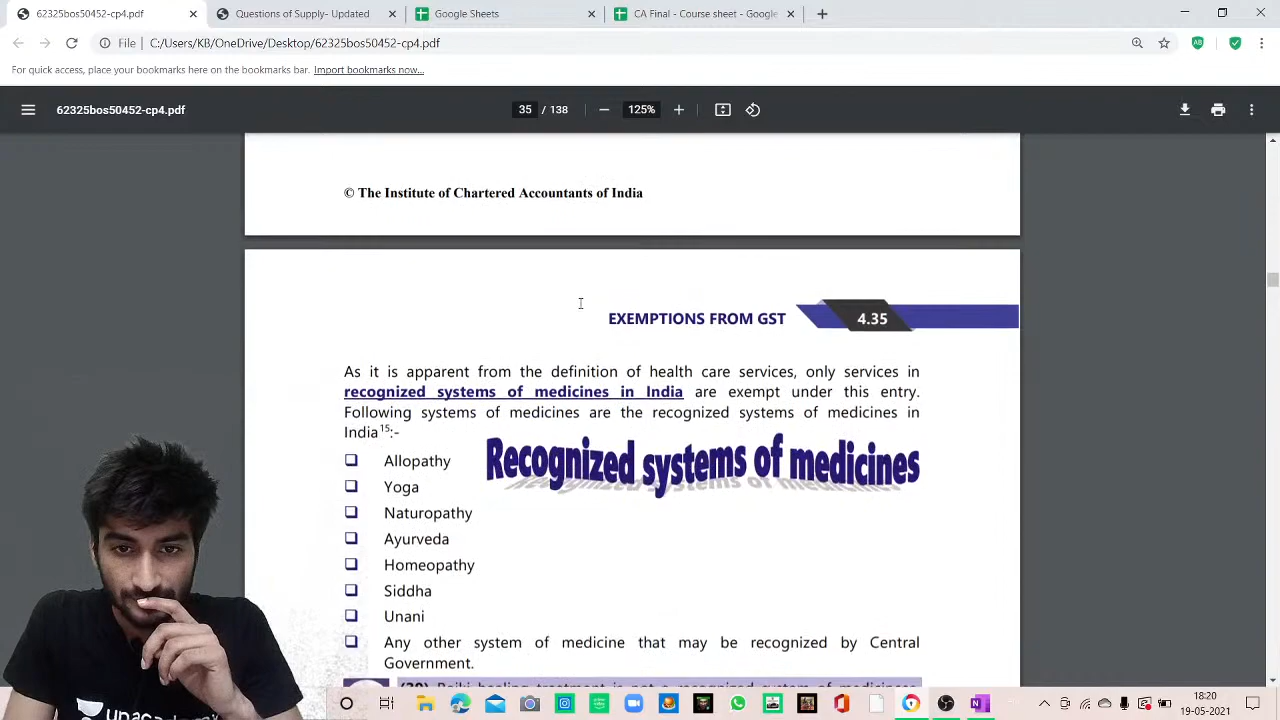 62325bos50452-cp4.pdf
Questions of Supply- Updated
Google Sheets
CA Final - Course sheet - Google
File
C:/Users/KB/OneDrive/Desktop/62325bos50452-cp4.pdf
For quick access, place your bookmarks here on the bookmarks bar. Import bookmarks now...
62325bos50452-cp4.pdf
35 / 138
125%
© The Institute of Chartered Accountants of India
EXEMPTIONS FROM GST
4.35
As it is apparent from the definition of health care services, only services in
recognized systems of medicines in India are exempt under this entry.
Following systems of medicines are the recognized systems of medicines in
India15:-
Recognized systems of medicines
Allopathy
Yoga
Naturopathy
Ayurveda
Homeopathy
Siddha
Unani
Any other system of medicine that may be recognized by Central
Government.
18:20
19-05-2021